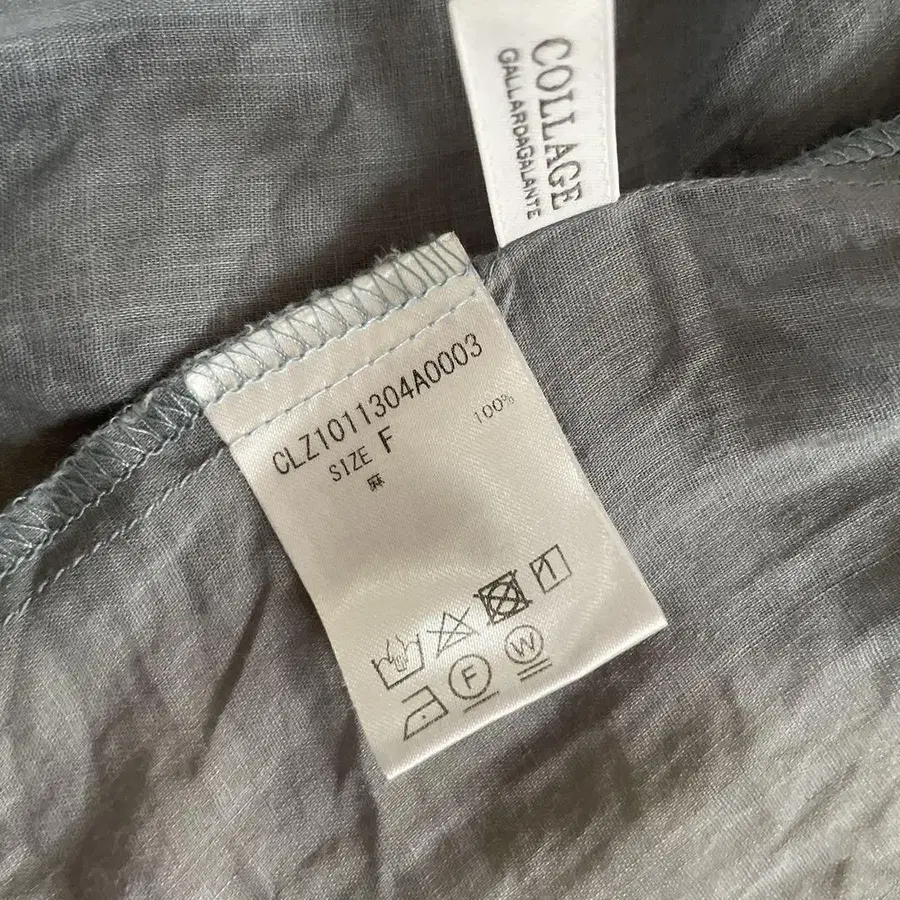 COLLAGE
GALLARDAGALANTE
CLZ1011304A0003
SIZE F
麻 100%
F W